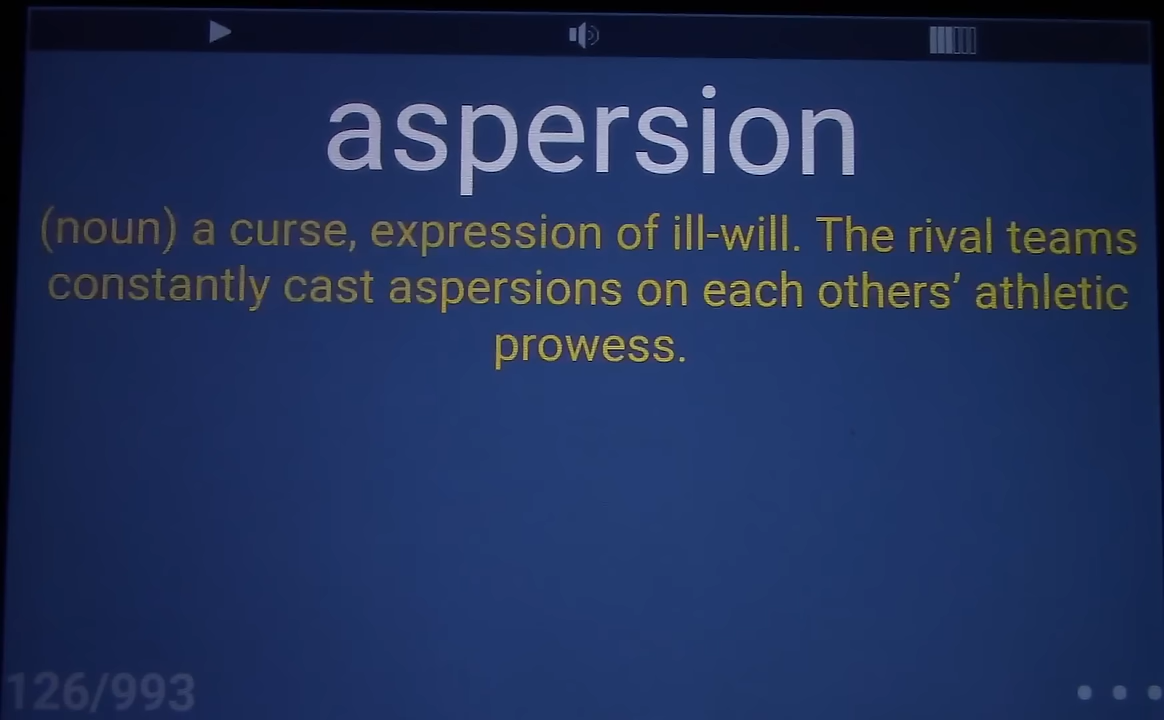 aspersion
(noun) a curse, expression of ill-will. The rival teams
constantly cast aspersions on each others’ athletic
prowess.
126/993